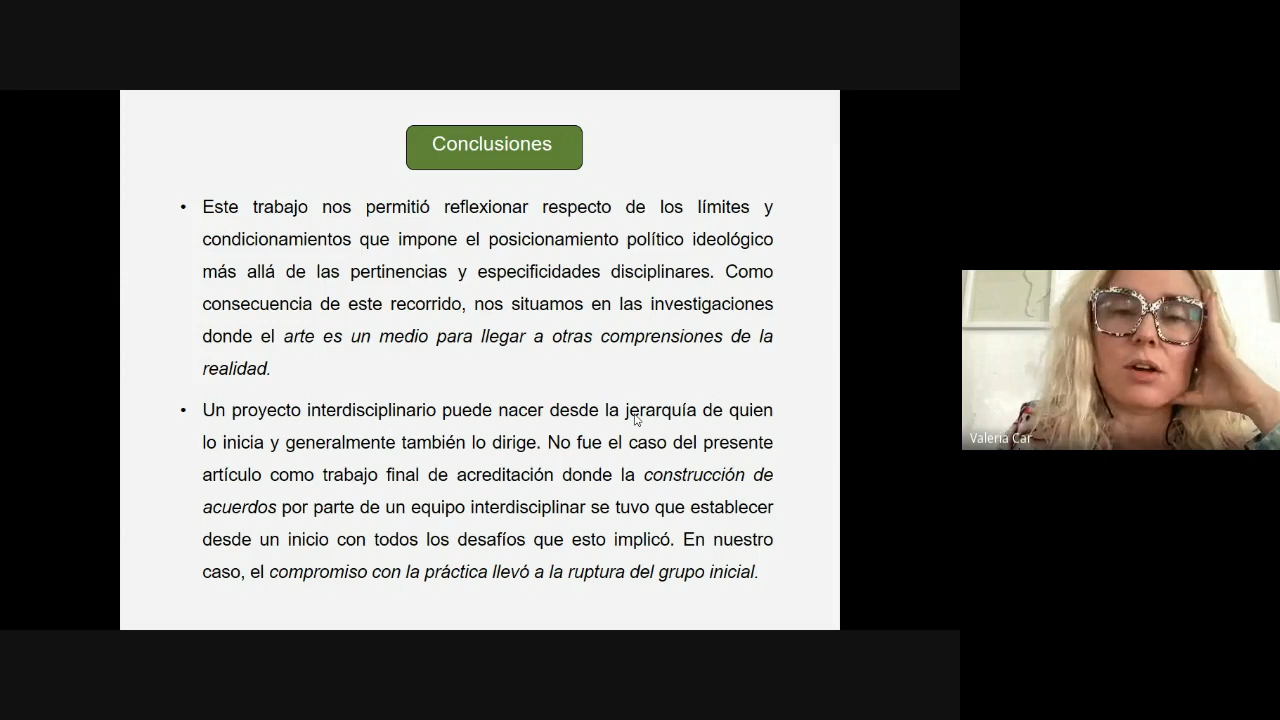 Conclusiones
• Este trabajo nos permitió reflexionar respecto de los límites y
condicionamientos que impone el posicionamiento político ideológico
más allá de las pertinencias y especificidades disciplinares. Como
consecuencia de este recorrido, nos situamos en las investigaciones
donde el arte es un medio para llegar a otras comprensiones de la
realidad.
• Un proyecto interdisciplinario puede nacer desde la jerarquía de quien
lo inicia y generalmente también lo dirige. No fue el caso del presente
artículo como trabajo final de acreditación donde la construcción de
acuerdos por parte de un equipo interdisciplinar se tuvo que establecer
desde un inicio con todos los desafíos que esto implicó. En nuestro
caso, el compromiso con la práctica llevó a la ruptura del grupo inicial.
Valeria Car